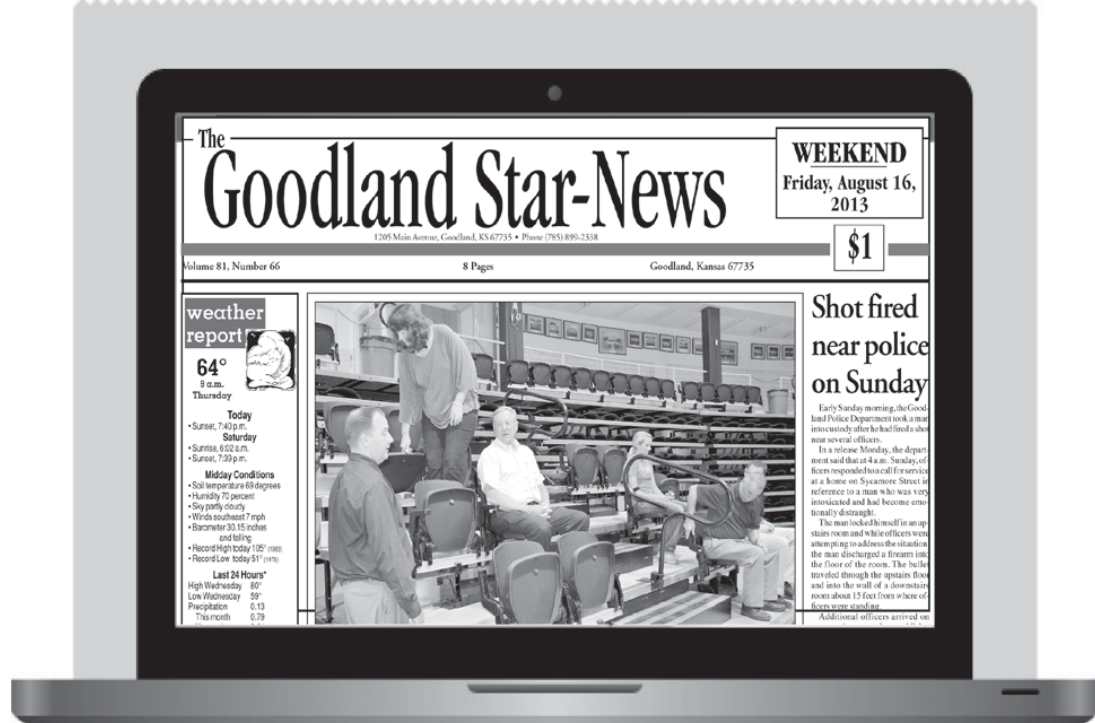 The
Goodland Star-News
1205 Main Avenue, Goodland, KS 67735 • Phone (785) 899-2338
WEEKEND
Friday, August 16,
2013
$1
Volume 81, Number 66
8 Pages
Goodland, Kansas 67735
weather
report
64°
9 a.m.
Thursday
Today
• Sunset, 7:40 p.m.
Saturday
• Sunrise, 6:02 a.m.
• Sunset, 7:39 p.m.
Midday Conditions
• Soil temperature 69 degrees
• Humidity 70 percent
• Sky partly cloudy
• Winds southeast 7 mph
• Barometer 30.15 inches
and falling
• Record High today 105° (1983)
• Record Low today 51°
Last 24 Hours*
High Wednesday 80°
Low Wednesday 59°
Precipitation 0.13
This month 0.79
Shot fired
near police
on Sunday
Early Sunday morning, the Good-
land Police Department took a man
into custody after he had fired a shot
near several officers.
In a release Monday, the depart-
ment said that at 4 a.m. Sunday, of-
ficers responded to a call for service
at a home on Sycamore Street in
reference to a man who was very
intoxicated and had become emo-
tionally distraught.
The man locked himself in an up-
stairs room and while officers were
attempting to address the situation,
the man discharged a firearm into
the floor of the room. The bullet
traveled through the upstairs floor
and into the wall of a downstairs
room about 15 feet from where of-
ficers were standing.
Additional officers arrived on